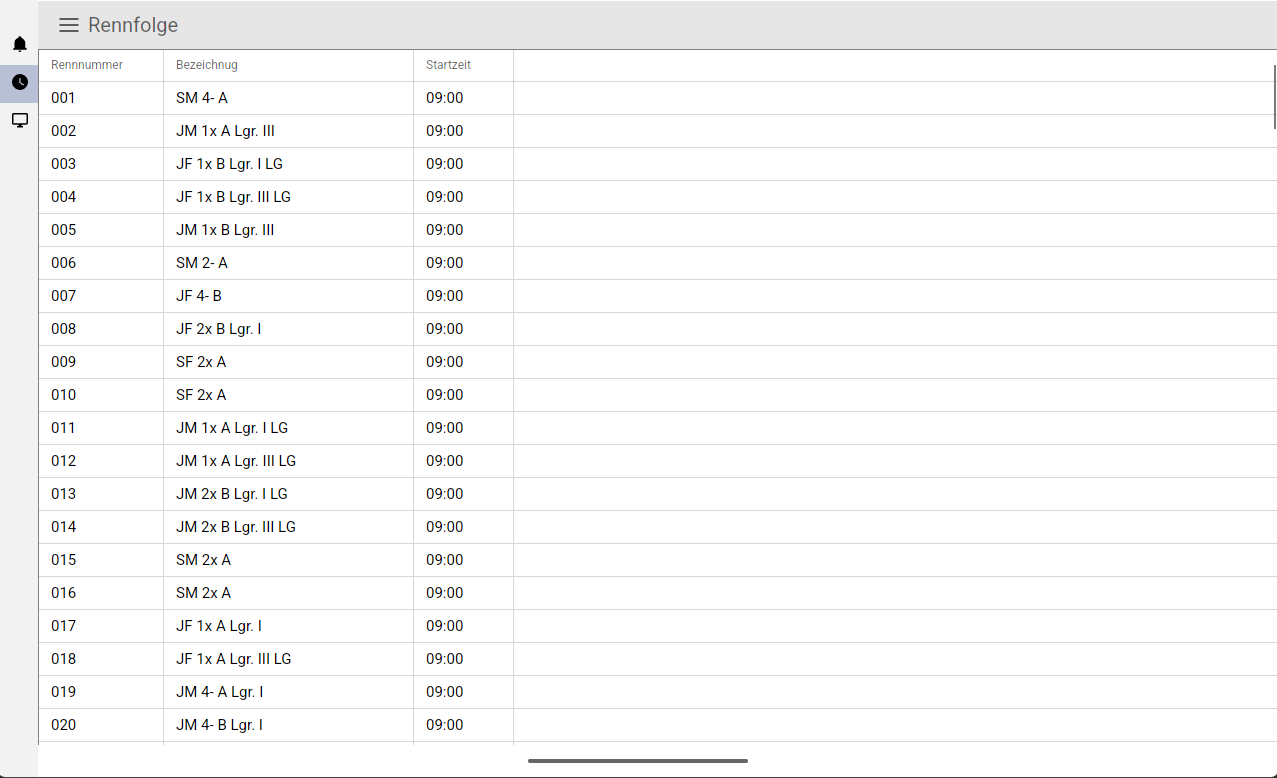 Rennfolge
Rennnummer Bezeichnug Startzeit
001 SM 4- A 09:00
002 JM 1x A Lgr. III 09:00
003 JF 1x B Lgr. I LG 09:00
004 JF 1x B Lgr. III LG 09:00
005 JM 1x B Lgr. III 09:00
006 SM 2- A 09:00
007 JF 4- B 09:00
008 JF 2x B Lgr. I 09:00
009 SF 2x A 09:00
010 SF 2x A 09:00
011 JM 1x A Lgr. I LG 09:00
012 JM 1x A Lgr. III LG 09:00
013 JM 2x B Lgr. I LG 09:00
014 JM 2x B Lgr. III LG 09:00
015 SM 2x A 09:00
016 SM 2x A 09:00
017 JF 1x A Lgr. I 09:00
018 JF 1x A Lgr. III LG 09:00
019 JM 4- A Lgr. I 09:00
020 JM 4- B Lgr. I 09:00